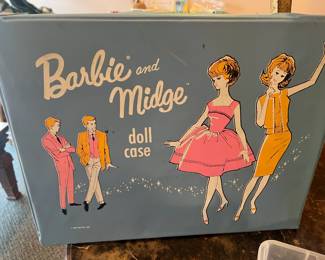 Barbie® and
Midge
doll
case